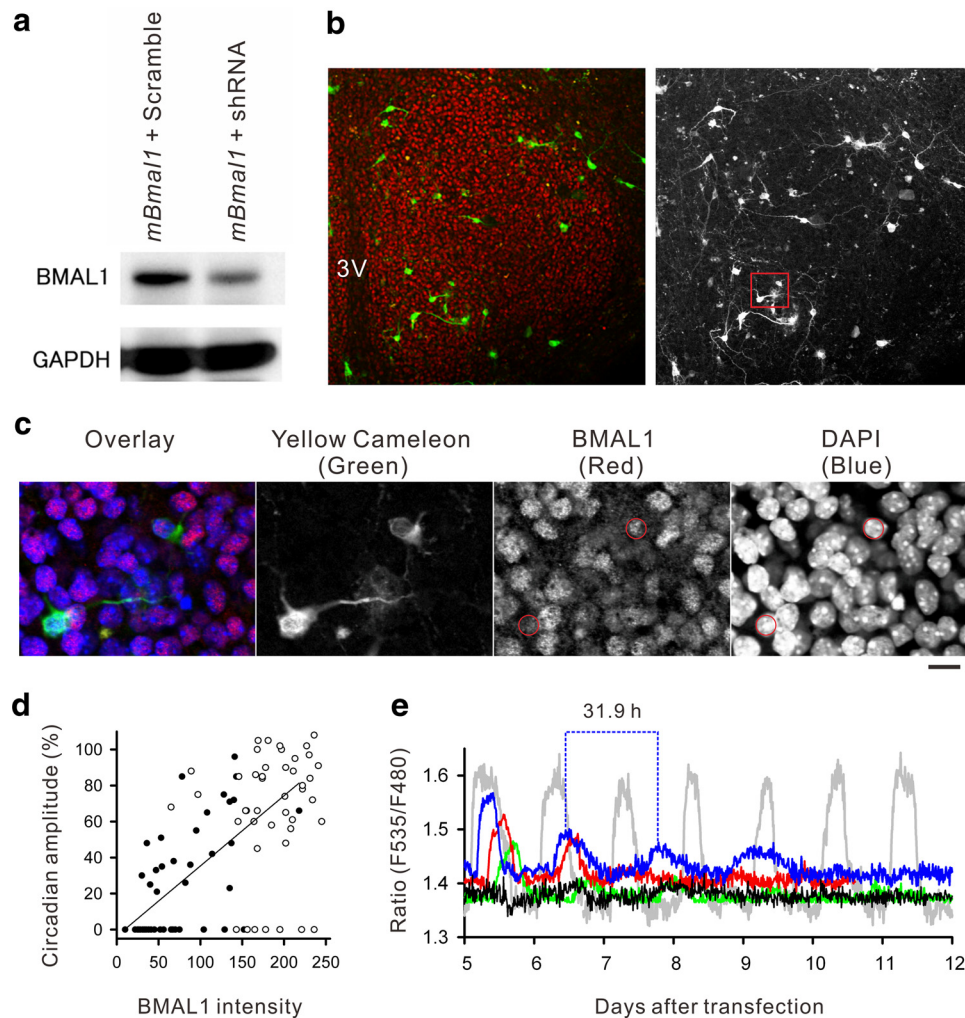 a
mBmal1 + Scramble
mBmal1 + shRNA
BMAL1
GAPDH
b
3V
c
Overlay
Yellow Cameleon
(Green)
BMAL1
(Red)
DAPI
(Blue)
d
Circadian amplitude (%)
100
80
60
40
20
0
0 50 100 150 200 250
BMAL1 intensity
e
31.9 h
Ratio (F535/F480)
1.6
1.5
1.4
1.3
5 6 7 8 9 10 11 12
Days after transfection